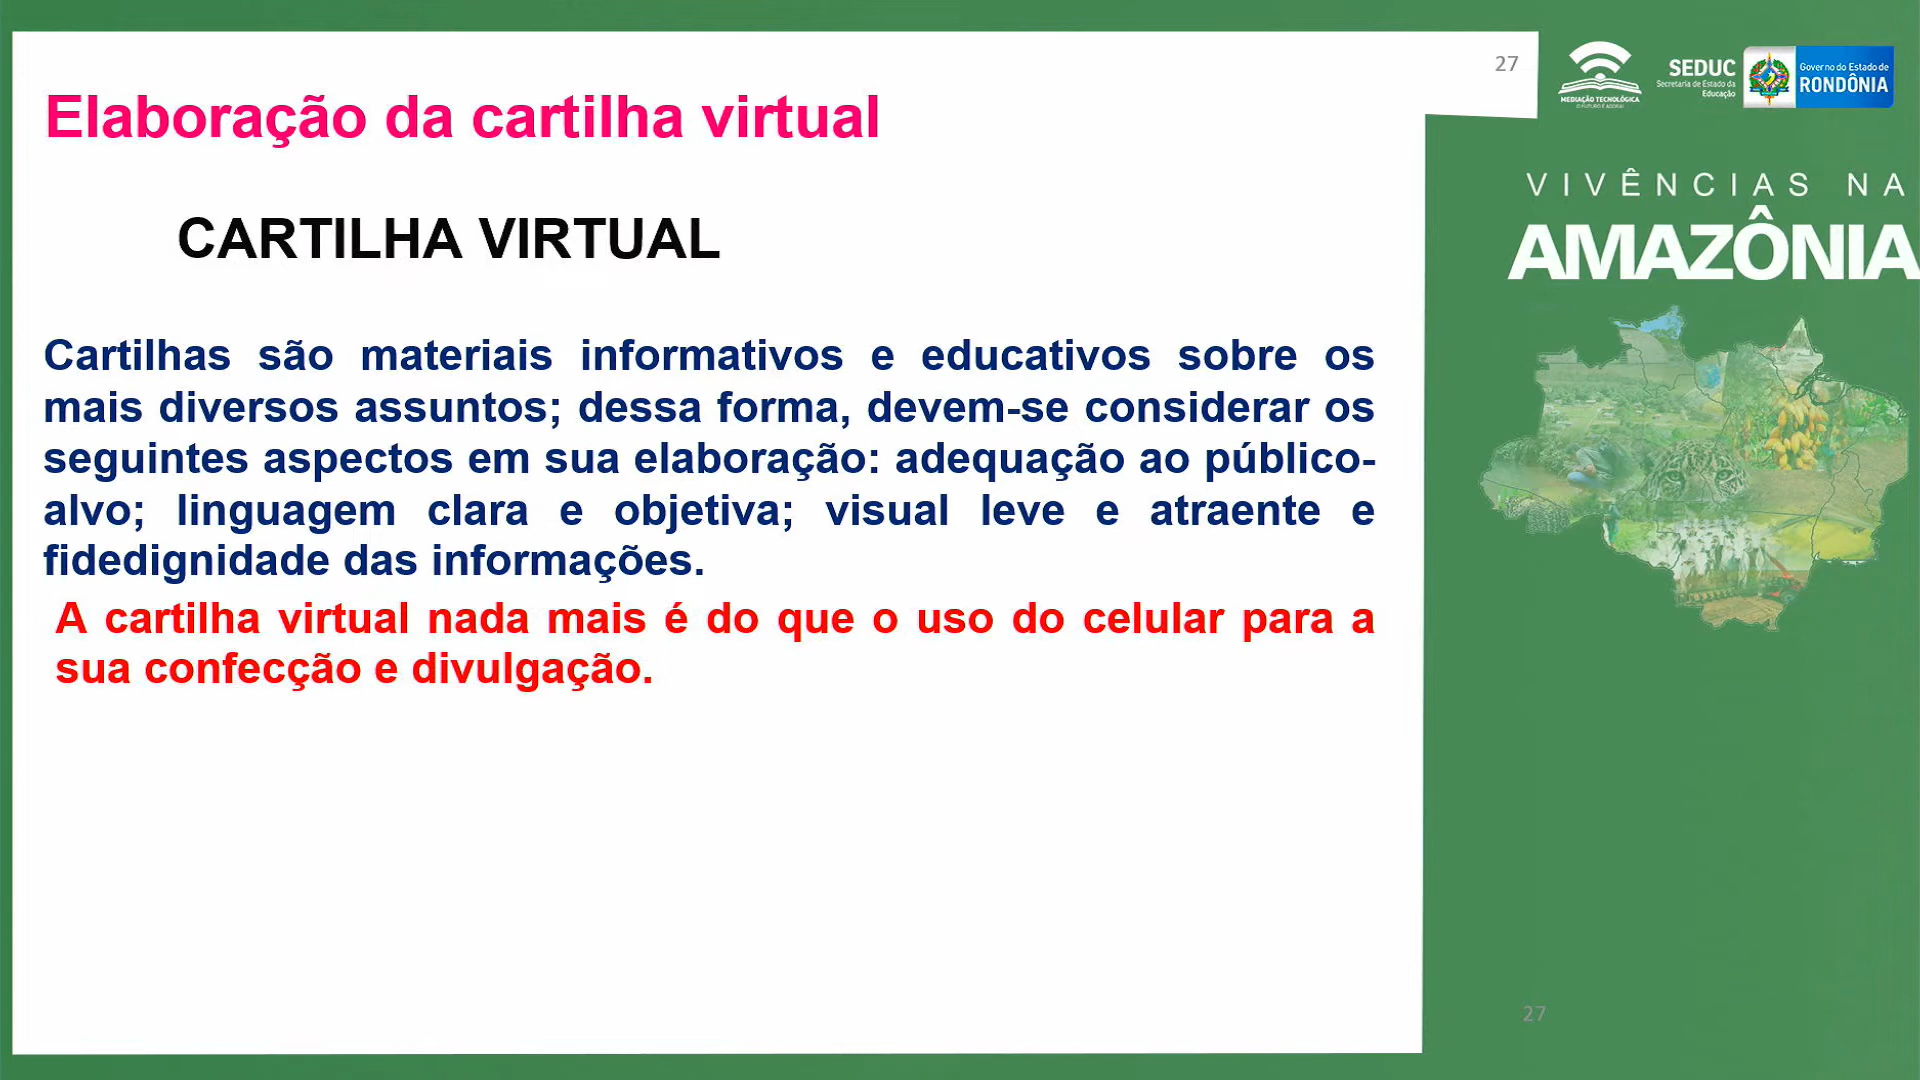 27
MEDIAÇÃO TECNOLÓGICA
SEDUC
Secretaria de Estado da
Educação
Governo do Estado de
RONDÔNIA
Elaboração da cartilha virtual
VIVÊNCIAS NA
AMAZÔNIA
CARTILHA VIRTUAL
Cartilhas são materiais informativos e educativos sobre os
mais diversos assuntos; dessa forma, devem-se considerar os
seguintes aspectos em sua elaboração: adequação ao público-
alvo; linguagem clara e objetiva; visual leve e atraente e
fidedignidade das informações.
A cartilha virtual nada mais é do que o uso do celular para a
sua confecção e divulgação.
27